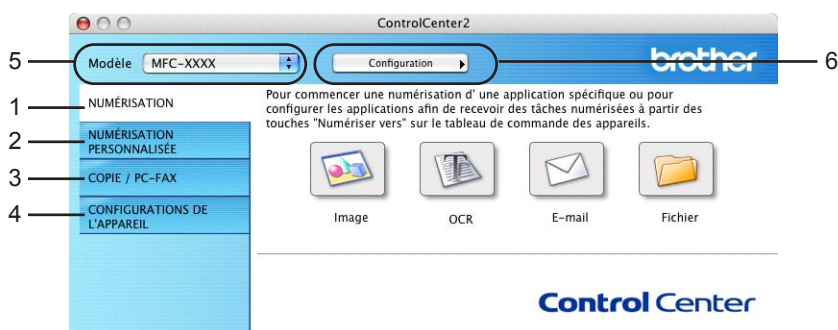 ControlCenter2
5
Modèle
MFC-XXXX
Configuration
brother
6
1
NUMÉRISATION
2
NUMÉRISATION
PERSONNALISÉE
3
COPIE / PC-FAX
4
CONFIGURATIONS DE
L'APPAREIL
Pour commencer une numérisation d' une application spécifique ou pour
configurer les applications afin de recevoir des tâches numérisées à partir des
touches "Numériser vers" sur le tableau de commande des appareils.
Image
OCR
E-mail
Fichier
Control Center